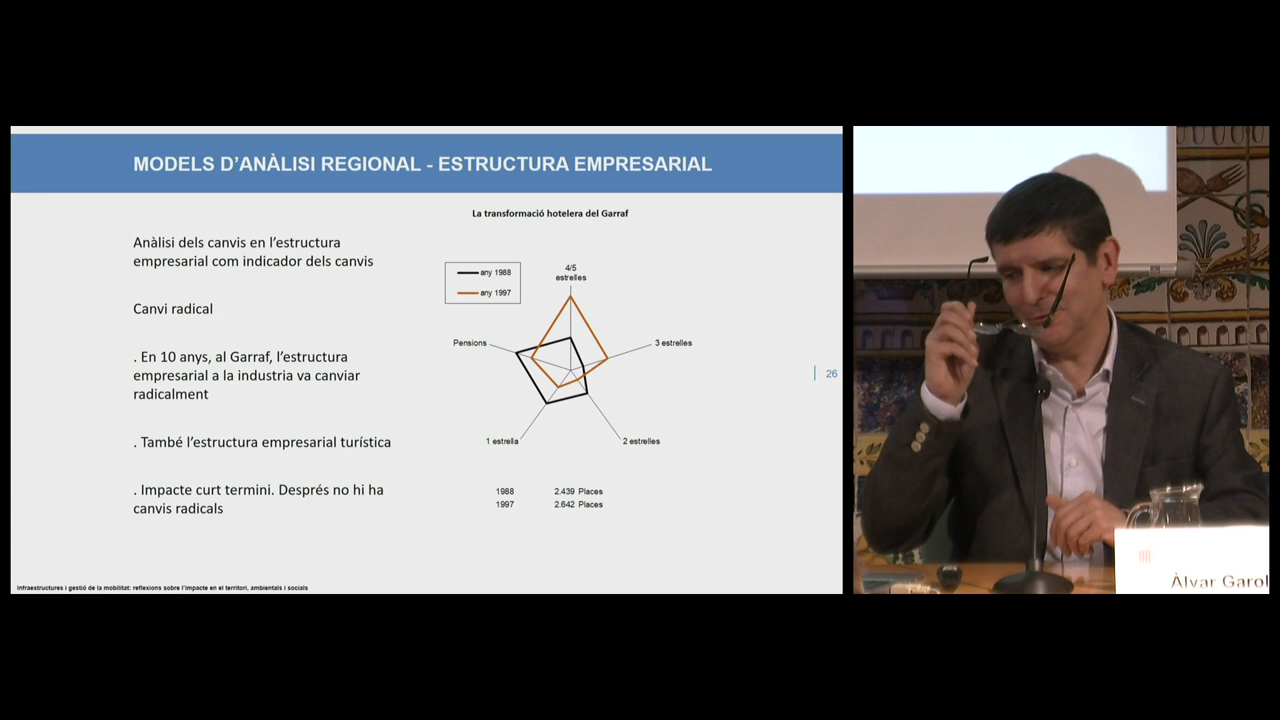 MODELS D'ANÀLISI REGIONAL - ESTRUCTURA EMPRESARIAL
Anàlisi dels canvis en l'estructura
empresarial com indicador dels canvis
Canvi radical
. En 10 anys, al Garraf, l'estructura
empresarial a la industria va canviar
radicalment
. També l'estructura empresarial turística
. Impacte curt termini. Després no hi ha
canvis radicals
La transformació hotelera del Garraf
any 1988
any 1997
4/5
estrelles
Pensions
3 estrelles
1 estrella
2 estrelles
1988 2.439 Places
1997 2.642 Places
26
Infraestructures i gestió de la mobilitat: reflexions sobre l'impacte en el territori, ambientals i socials
Àlvar Garol